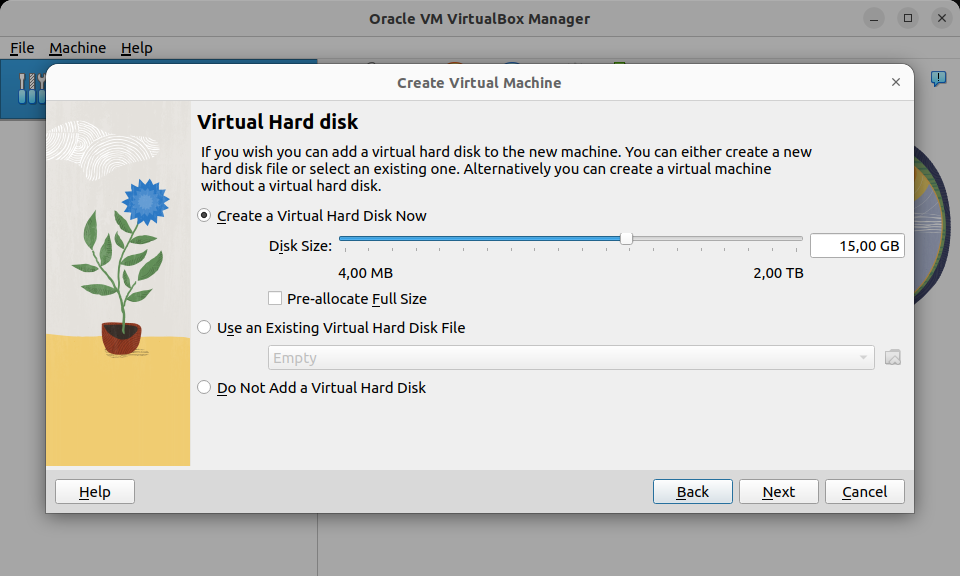 Oracle VM VirtualBox Manager
File Machine Help
Create Virtual Machine
Virtual Hard disk
If you wish you can add a virtual hard disk to the new machine. You can either create a new
hard disk file or select an existing one. Alternatively you can create a virtual machine
without a virtual hard disk.
Create a Virtual Hard Disk Now
Disk Size:
15,00 GB
4,00 MB
2,00 TB
Pre-allocate Full Size
Use an Existing Virtual Hard Disk File
Empty
Do Not Add a Virtual Hard Disk
Help
Back
Next
Cancel